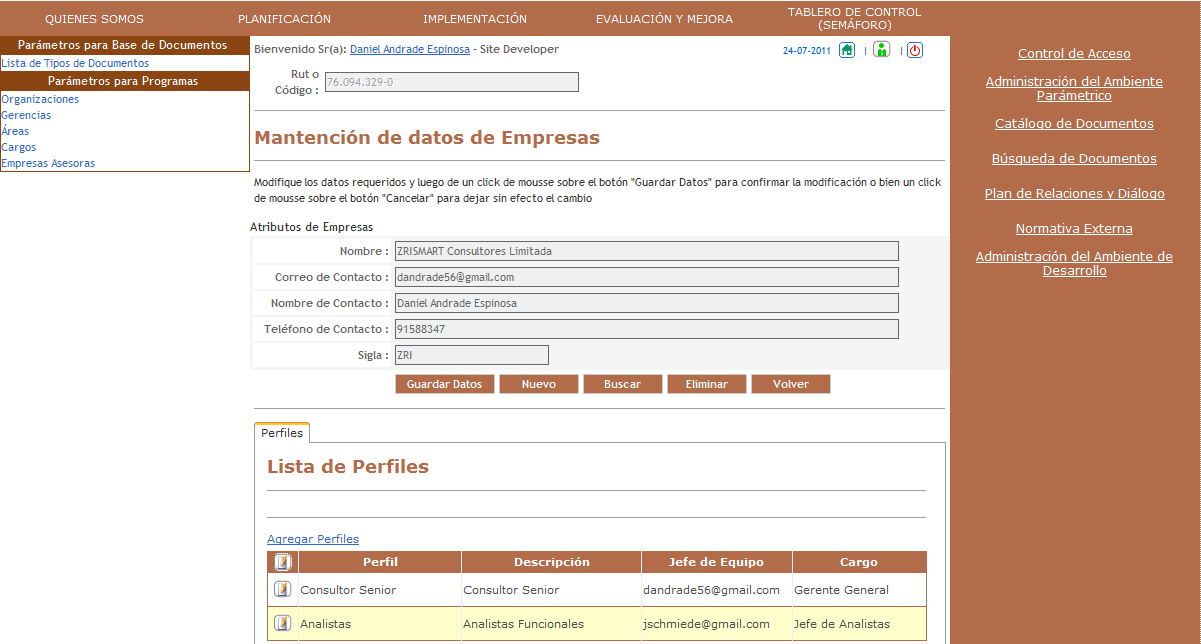 QUIENES SOMOS PLANIFICACIÓN IMPLEMENTACIÓN EVALUACIÓN Y MEJORA TABLERO DE CONTROL
(SEMÁFORO)
Parámetros para Base de Documentos
Lista de Tipos de Documentos
Parámetros para Programas
Organizaciones
Gerencias
Áreas
Cargos
Empresas Asesoras
Bienvenido Sr(a): Daniel Andrade Espinosa - Site Developer 24-07-2011 | |
Rut o
Código : 76.094.329-0
Mantención de datos de Empresas
Modifique los datos requeridos y luego de un click de mousse sobre el botón "Guardar Datos" para confirmar la modificación o bien un click
de mousse sobre el botón "Cancelar" para dejar sin efecto el cambio
Atributos de Empresas
Nombre : ZRISMART Consultores Limitada
Correo de Contacto : dandrade56@gmail.com
Nombre de Contacto : Daniel Andrade Espinosa
Teléfono de Contacto : 91588347
Sigla : ZRI
Guardar Datos Nuevo Buscar Eliminar Volver
Perfiles
Lista de Perfiles
Agregar Perfiles
Perfil Descripción Jefe de Equipo Cargo
Consultor Senior Consultor Senior dandrade56@gmail.com Gerente General
Analistas Analistas Funcionales jschmiede@gmail.com Jefe de Analistas
Control de Acceso
Administración del Ambiente
Parámetrico
Catálogo de Documentos
Búsqueda de Documentos
Plan de Relaciones y Diálogo
Normativa Externa
Administración del Ambiente de
Desarrollo